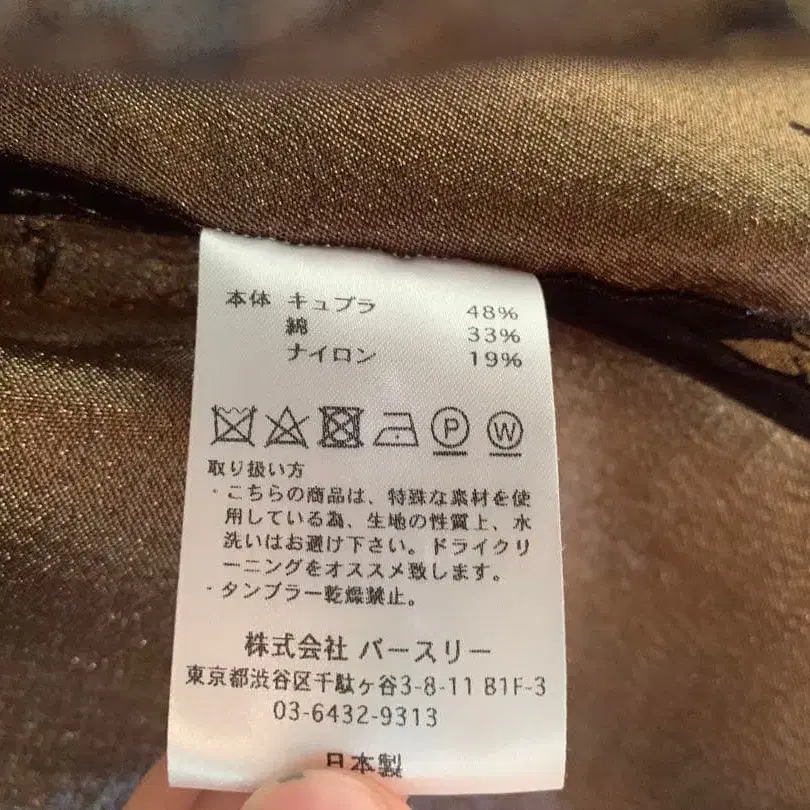 本体 キュプラ 48%
綿 33%
ナイロン 19%
P W
取り扱い方
・こちらの商品は、特殊な素材を使
用している為、生地の性質上、水
洗いはお避け下さい。ドライクリ
ーニングをオススメ致します。
・タンブラー乾燥禁止。
株式会社 バースリー
東京都渋谷区千駄ヶ谷3-8-11 B1F-3
03-6432-9313
日本製